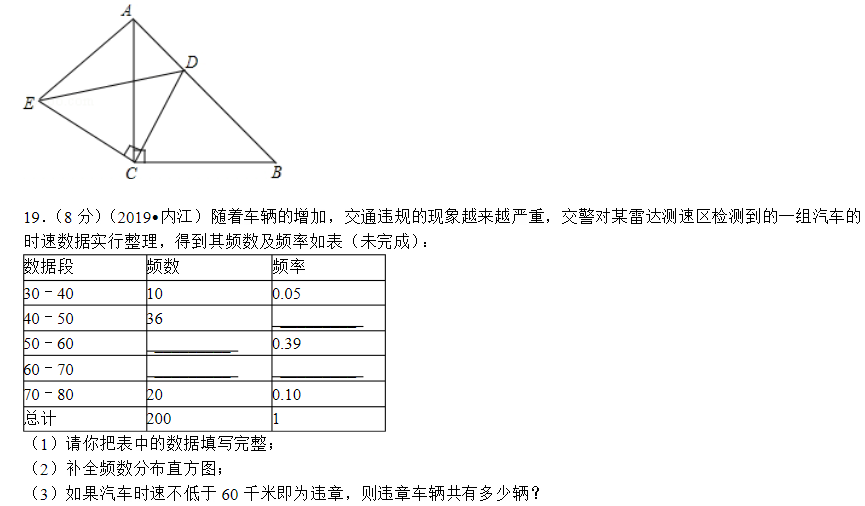 A
D
E
C
B
19.(8 分)(2019•内江)随着车辆的增加，交通违规的现象越来越严重，交警对某雷达测速区检测到的一组汽车的
时速数据实行整理，得到其频数及频率如表(未完成)：
数据段 频数 频率
30﹣40 10 0.05
40﹣50 36 ___________
50﹣60 ___________ 0.39
60﹣70 ___________ ___________
70﹣80 20 0.10
总计 200 1
(1)请你把表中的数据填写完整；
(2)补全频数分布直方图；
(3)如果汽车时速不低于 60 千米即为违章，则违章车辆共有多少辆？